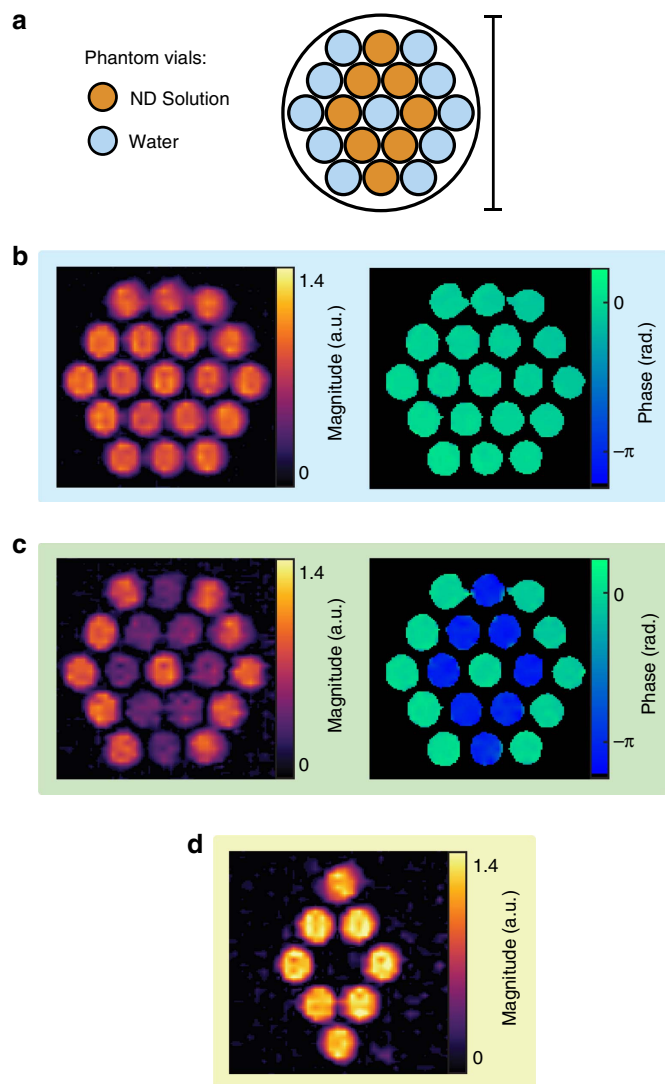 a
Phantom vials:
ND Solution
Water
b
1.4
Magnitude (a.u.)
0
0
Phase (rad.)
−π
c
1.4
Magnitude (a.u.)
0
0
Phase (rad.)
−π
d
1.4
Magnitude (a.u.)
0